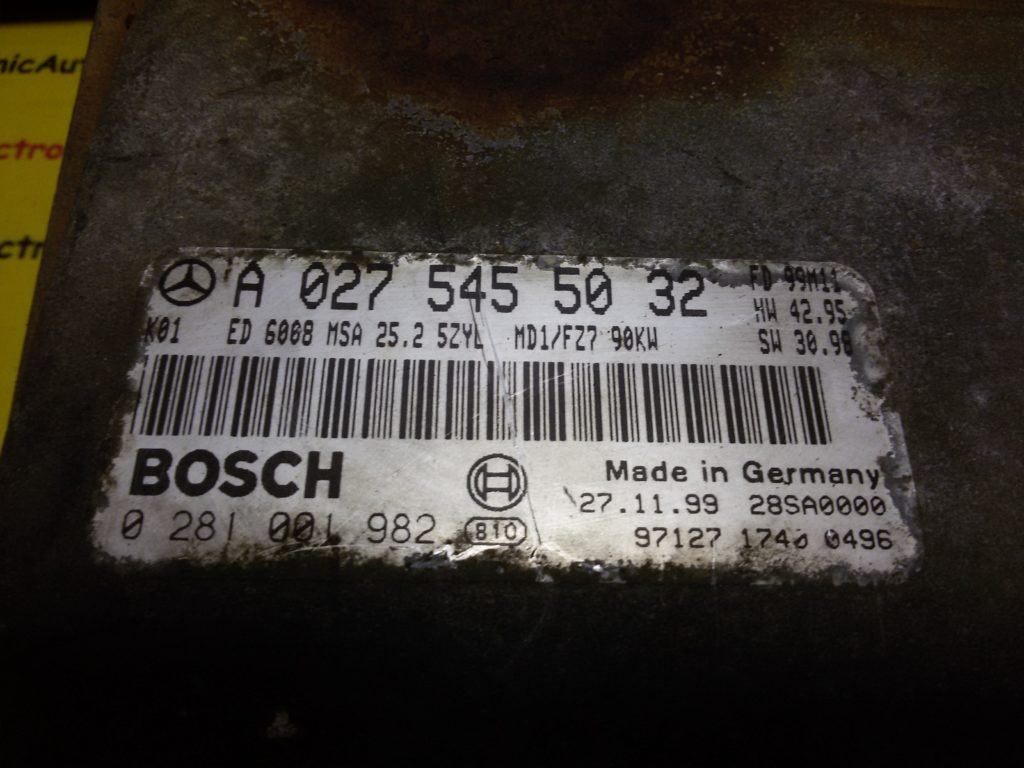 A 027 545 50 32
FD 99M11
HW 42.95
SW 30.98
K01 ED 6008 MSA 25.2 5ZYL MD1/FZ7 90KW
BOSCH
Made in Germany
27.11.99 28SA0000
0 281 001 982 810
97127 1740 0496